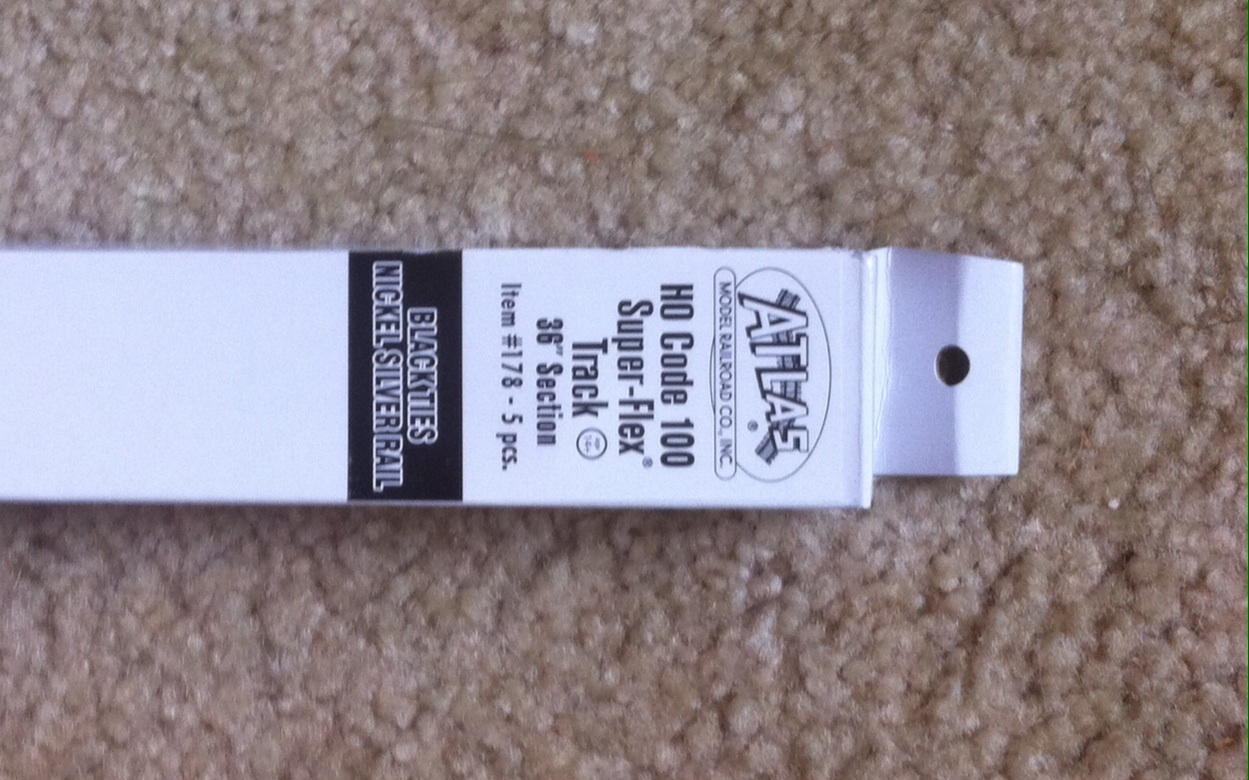 ATLAS®
MODEL RAILROAD CO., INC.
HO Code 100
Super-Flex®
Track
36" Section
Item #178 - 5 pcs.
BLACK TIES
NICKEL SILVER RAIL